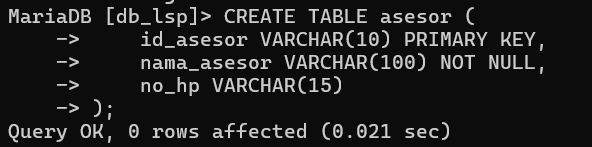 MariaDB [db_lsp]> CREATE TABLE asesor (
    ->     id_asesor VARCHAR(10) PRIMARY KEY,
    ->     nama_asesor VARCHAR(100) NOT NULL,
    ->     no_hp VARCHAR(15)
    -> );
Query OK, 0 rows affected (0.021 sec)